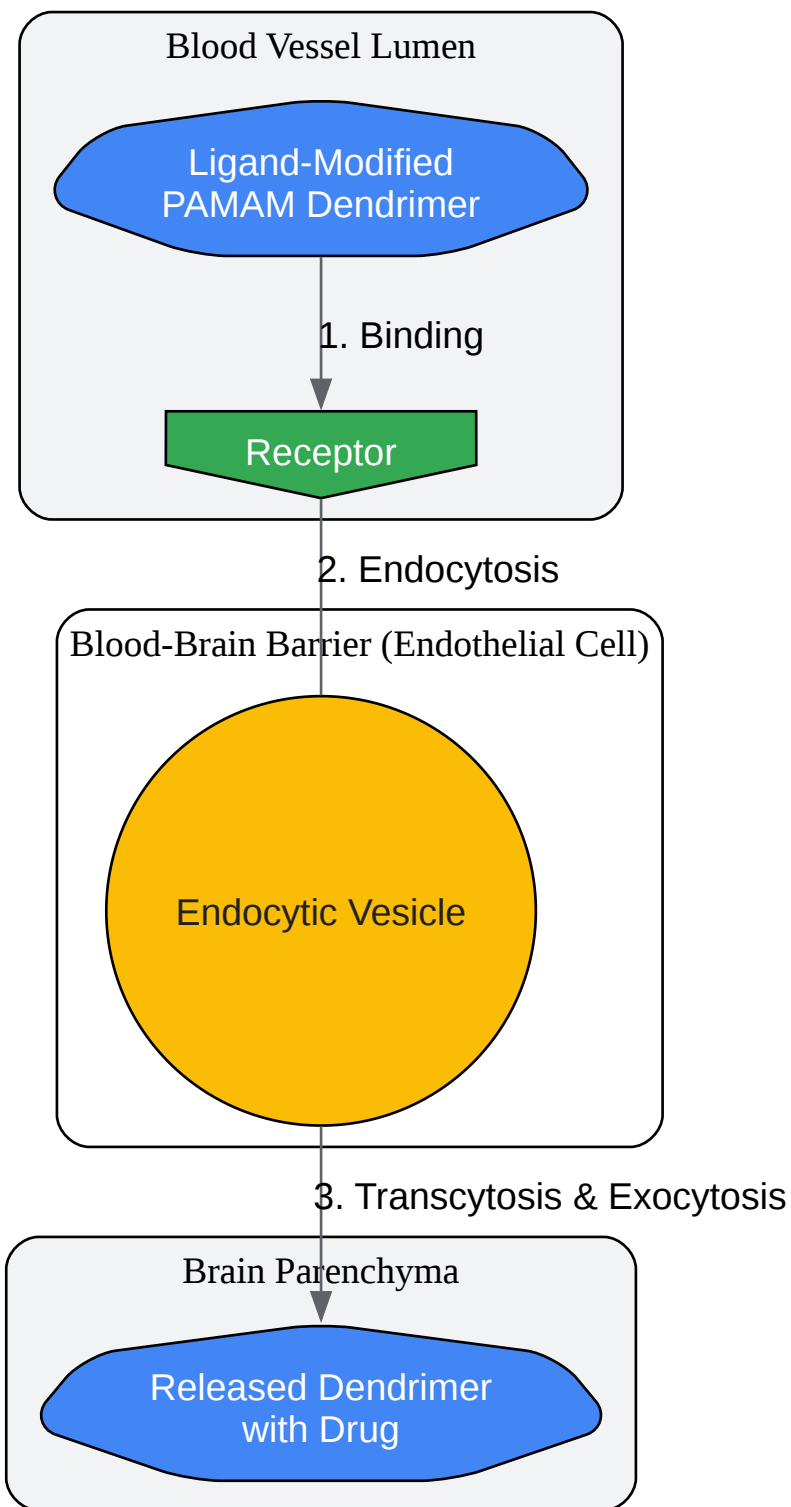 Blood Vessel Lumen
Ligand-Modified
PAMAM Dendrimer
1. Binding
Receptor
2. Endocytosis
Blood-Brain Barrier (Endothelial Cell)
Endocytic Vesicle
3. Transcytosis & Exocytosis
Brain Parenchyma
Released Dendrimer
with Drug